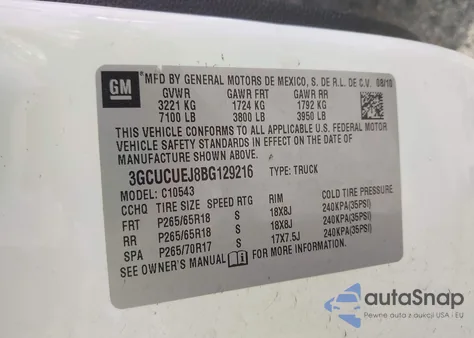 GM
*MFD BY GENERAL MOTORS DE MEXICO, S. DE R.L. DE C.V. 08/10
GVWR GAWR FRT GAWR RR
3221 KG 1724 KG 1792 KG
7100 LB 3800 LB 3950 LB
THIS VEHICLE CONFORMS TO ALL APPLICABLE U.S. FEDERAL MOTOR
VEHICLE SAFETY STANDARDS IN EFFECT ON THE DATE OF
MANUFACTURE SHOWN ABOVE.
3GCUCUEJ8BG129216 TYPE: TRUCK
MODEL: C10543
CCHQ TIRE SIZE SPEED RTG RIM COLD TIRE PRESSURE
FRT P265/65R18 S 18X8J 240KPA(35PSI)
RR P265/65R18 S 18X8J 240KPA(35PSI)
SPA P265/70R17 S 17X7.5J 240KPA(35PSI)
SEE OWNER'S MANUAL FOR MORE INFORMATION.
autoSnap
Pewne auta z aukcji USA - EU